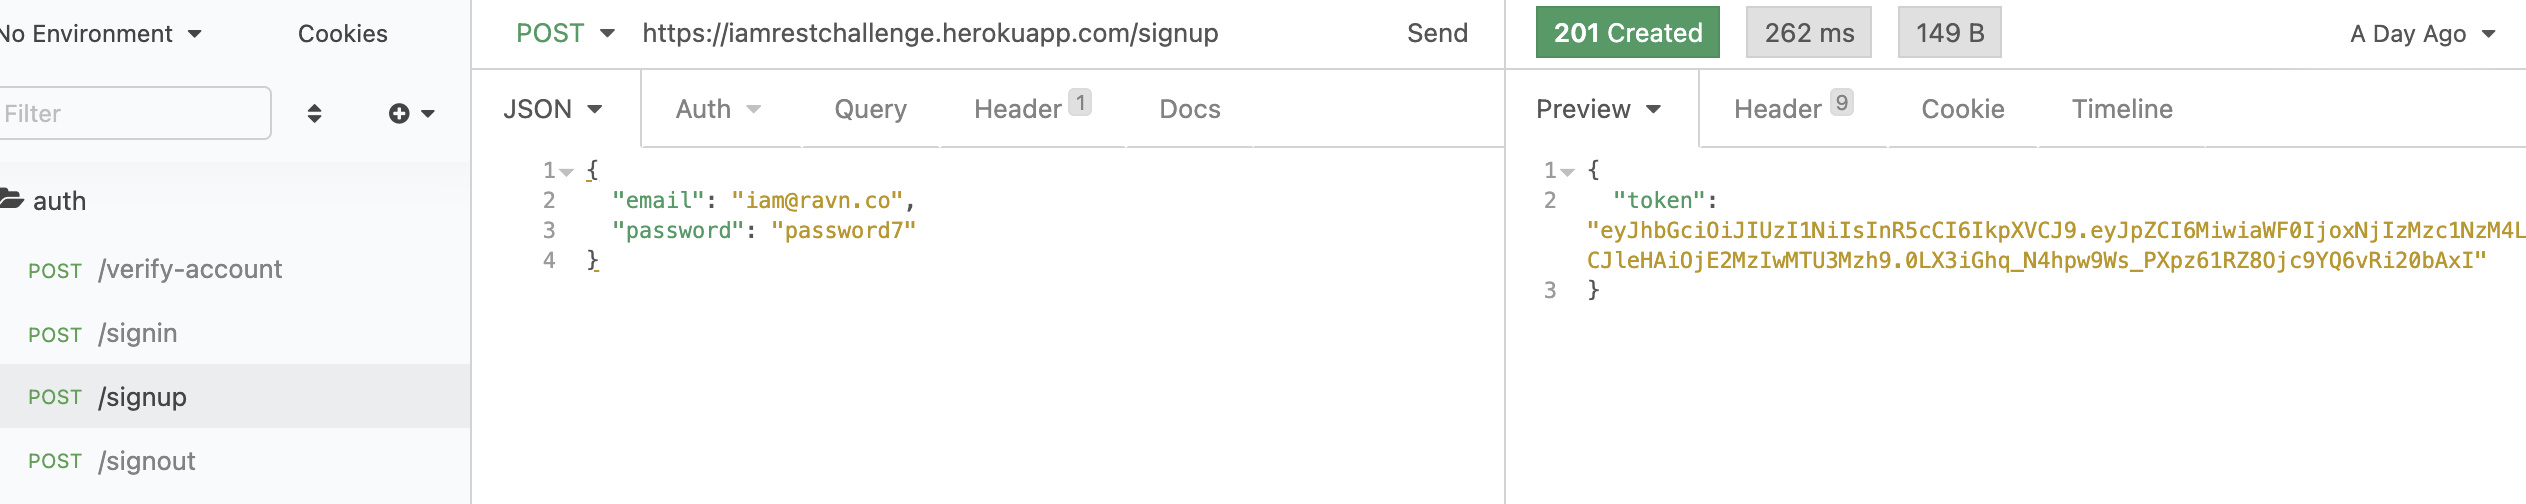 No Environment
Cookies
POST
https://iamrestchallenge.herokuapp.com/signup
Send
201 Created
262 ms
149 B
A Day Ago
Filter
JSON
Auth
Query
Header 1
Docs
Preview
Header 9
Cookie
Timeline
auth
POST /verify-account
POST /signin
POST /signup
POST /signout
1 {
2 "email": "iam@ravn.co",
3 "password": "password7"
4 }
1 {
2 "token":
"eyJhbGciOiJIUzI1NiIsInR5cCI6IkpXVCJ9.eyJpZCI6MiwiaWF0IjoxNjIzMzc1NzM4L
CJleHAiOjE2MzIwMTU3Mzh9.0LX3iGhq_N4hpw9Ws_PXpz61RZ8Ojc9YQ6vRi20bAxI"
3 }